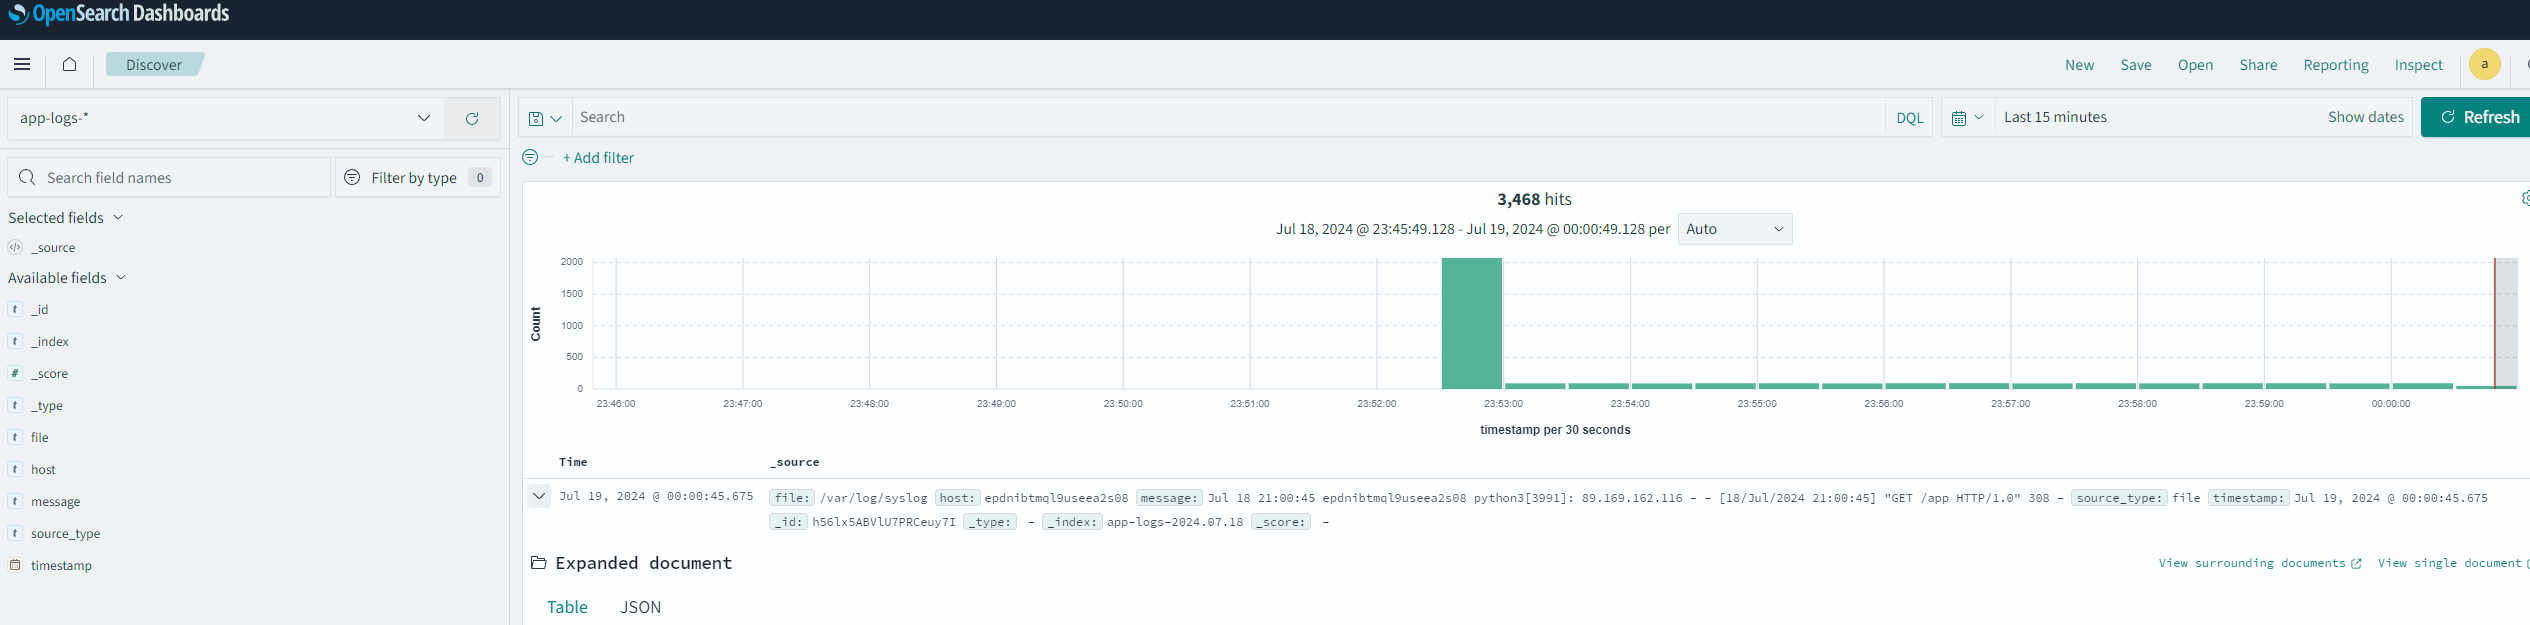 OpenSearch Dashboards
Discover
New Save Open Share Reporting Inspect a
app-logs-*
Search DQL Last 15 minutes Show dates Refresh
+ Add filter
Search field names Filter by type 0
Selected fields
_source
Available fields
t _id
t _index
# _score
t _type
t file
t host
t message
t source_type
timestamp
3,468 hits
Jul 18, 2024 @ 23:45:49.128 - Jul 19, 2024 @ 00:00:49.128 per Auto
Count
2000
1500
1000
500
0
23:46:00 23:47:00 23:48:00 23:49:00 23:50:00 23:51:00 23:52:00 23:53:00 23:54:00 23:55:00 23:56:00 23:57:00 23:58:00 23:59:00 00:00:00
timestamp per 30 seconds
Time _source
Jul 19, 2024 @ 00:00:45.675 file: /var/log/syslog host: epdnibtmql9useea2s08 message: Jul 18 21:00:45 epdnibtmql9useea2s08 python3[3991]: 89.169.162.116 - - [18/Jul/2024 21:00:45] "GET /app HTTP/1.0" 308 - source_type: file timestamp: Jul 19, 2024 @ 00:00:45.675
_id: h56lx5ABVlU7PRCeuy7I _type: - _index: app-logs-2024.07.18 _score: -
Expanded document
View surrounding documents View single document
Table JSON